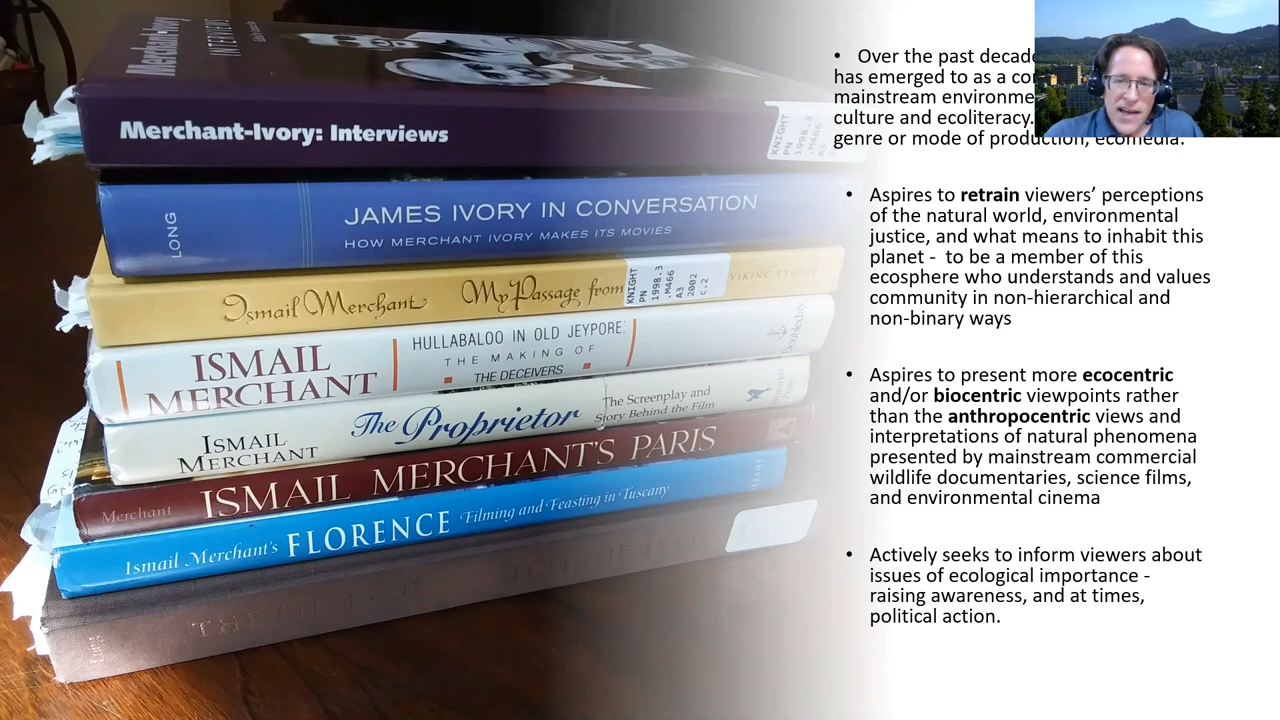 Merchant-Ivory
INTERVIEWS
Merchant-Ivory: Interviews
KNIGHT
PN
1998.3
.M466
A3
LONG
JAMES IVORY IN CONVERSATION
HOW MERCHANT IVORY MAKES ITS MOVIES
Ismail Merchant My Passage from
KNIGHT
PN
1998.3
.M466
A3
2002
c.2
VIKING STUDIO
ISMAIL
MERCHANT
HULLABALOO IN OLD JEYPORE:
THE MAKING OF
THE DECEIVERS
Doubleday
ISMAIL
MERCHANT
The Proprietor
The Screenplay and
Story Behind the Film
Merchant
ISMAIL MERCHANT'S PARIS
Ismail Merchant's FLORENCE Filming and Feasting in Tuscany
ABRAMS
THE
• Over the past decade
has emerged to as a co
mainstream environme
culture and ecoliteracy.
genre or mode of production, ecomedia:
• Aspires to retrain viewers’ perceptions
of the natural world, environmental
justice, and what means to inhabit this
planet - to be a member of this
ecosphere who understands and values
community in non-hierarchical and
non-binary ways
• Aspires to present more ecocentric
and/or biocentric viewpoints rather
than the anthropocentric views and
interpretations of natural phenomena
presented by mainstream commercial
wildlife documentaries, science films,
and environmental cinema
• Actively seeks to inform viewers about
issues of ecological importance -
raising awareness, and at times,
political action.